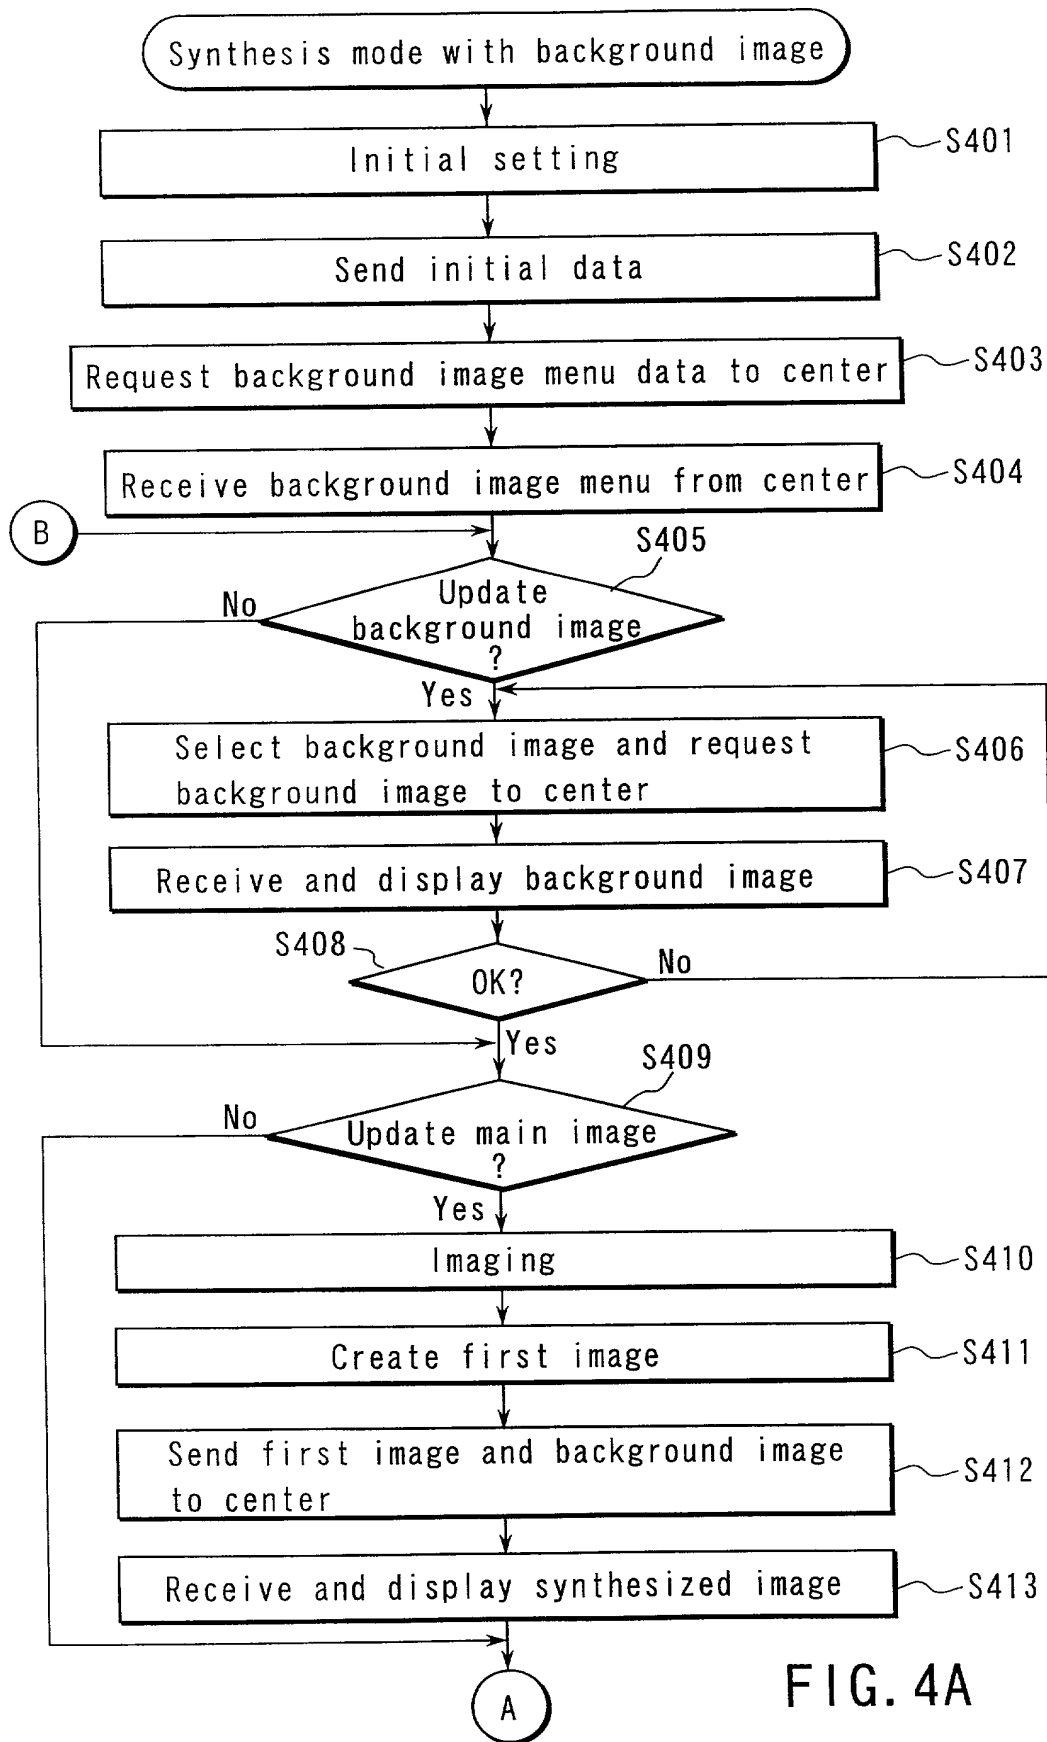 Synthesis mode with background image
Initial setting
S401
Send initial data
S402
Request background image menu data to center
S403
Receive background image menu from center
S404
B
S405
Update
background image
?
No
Yes
Select background image and request
background image to center
S406
Receive and display background image
S407
S408
OK?
No
Yes
S409
Update main image
?
No
Yes
Imaging
S410
Create first image
S411
Send first image and background image
to center
S412
Receive and display synthesized image
S413
A
FIG. 4A